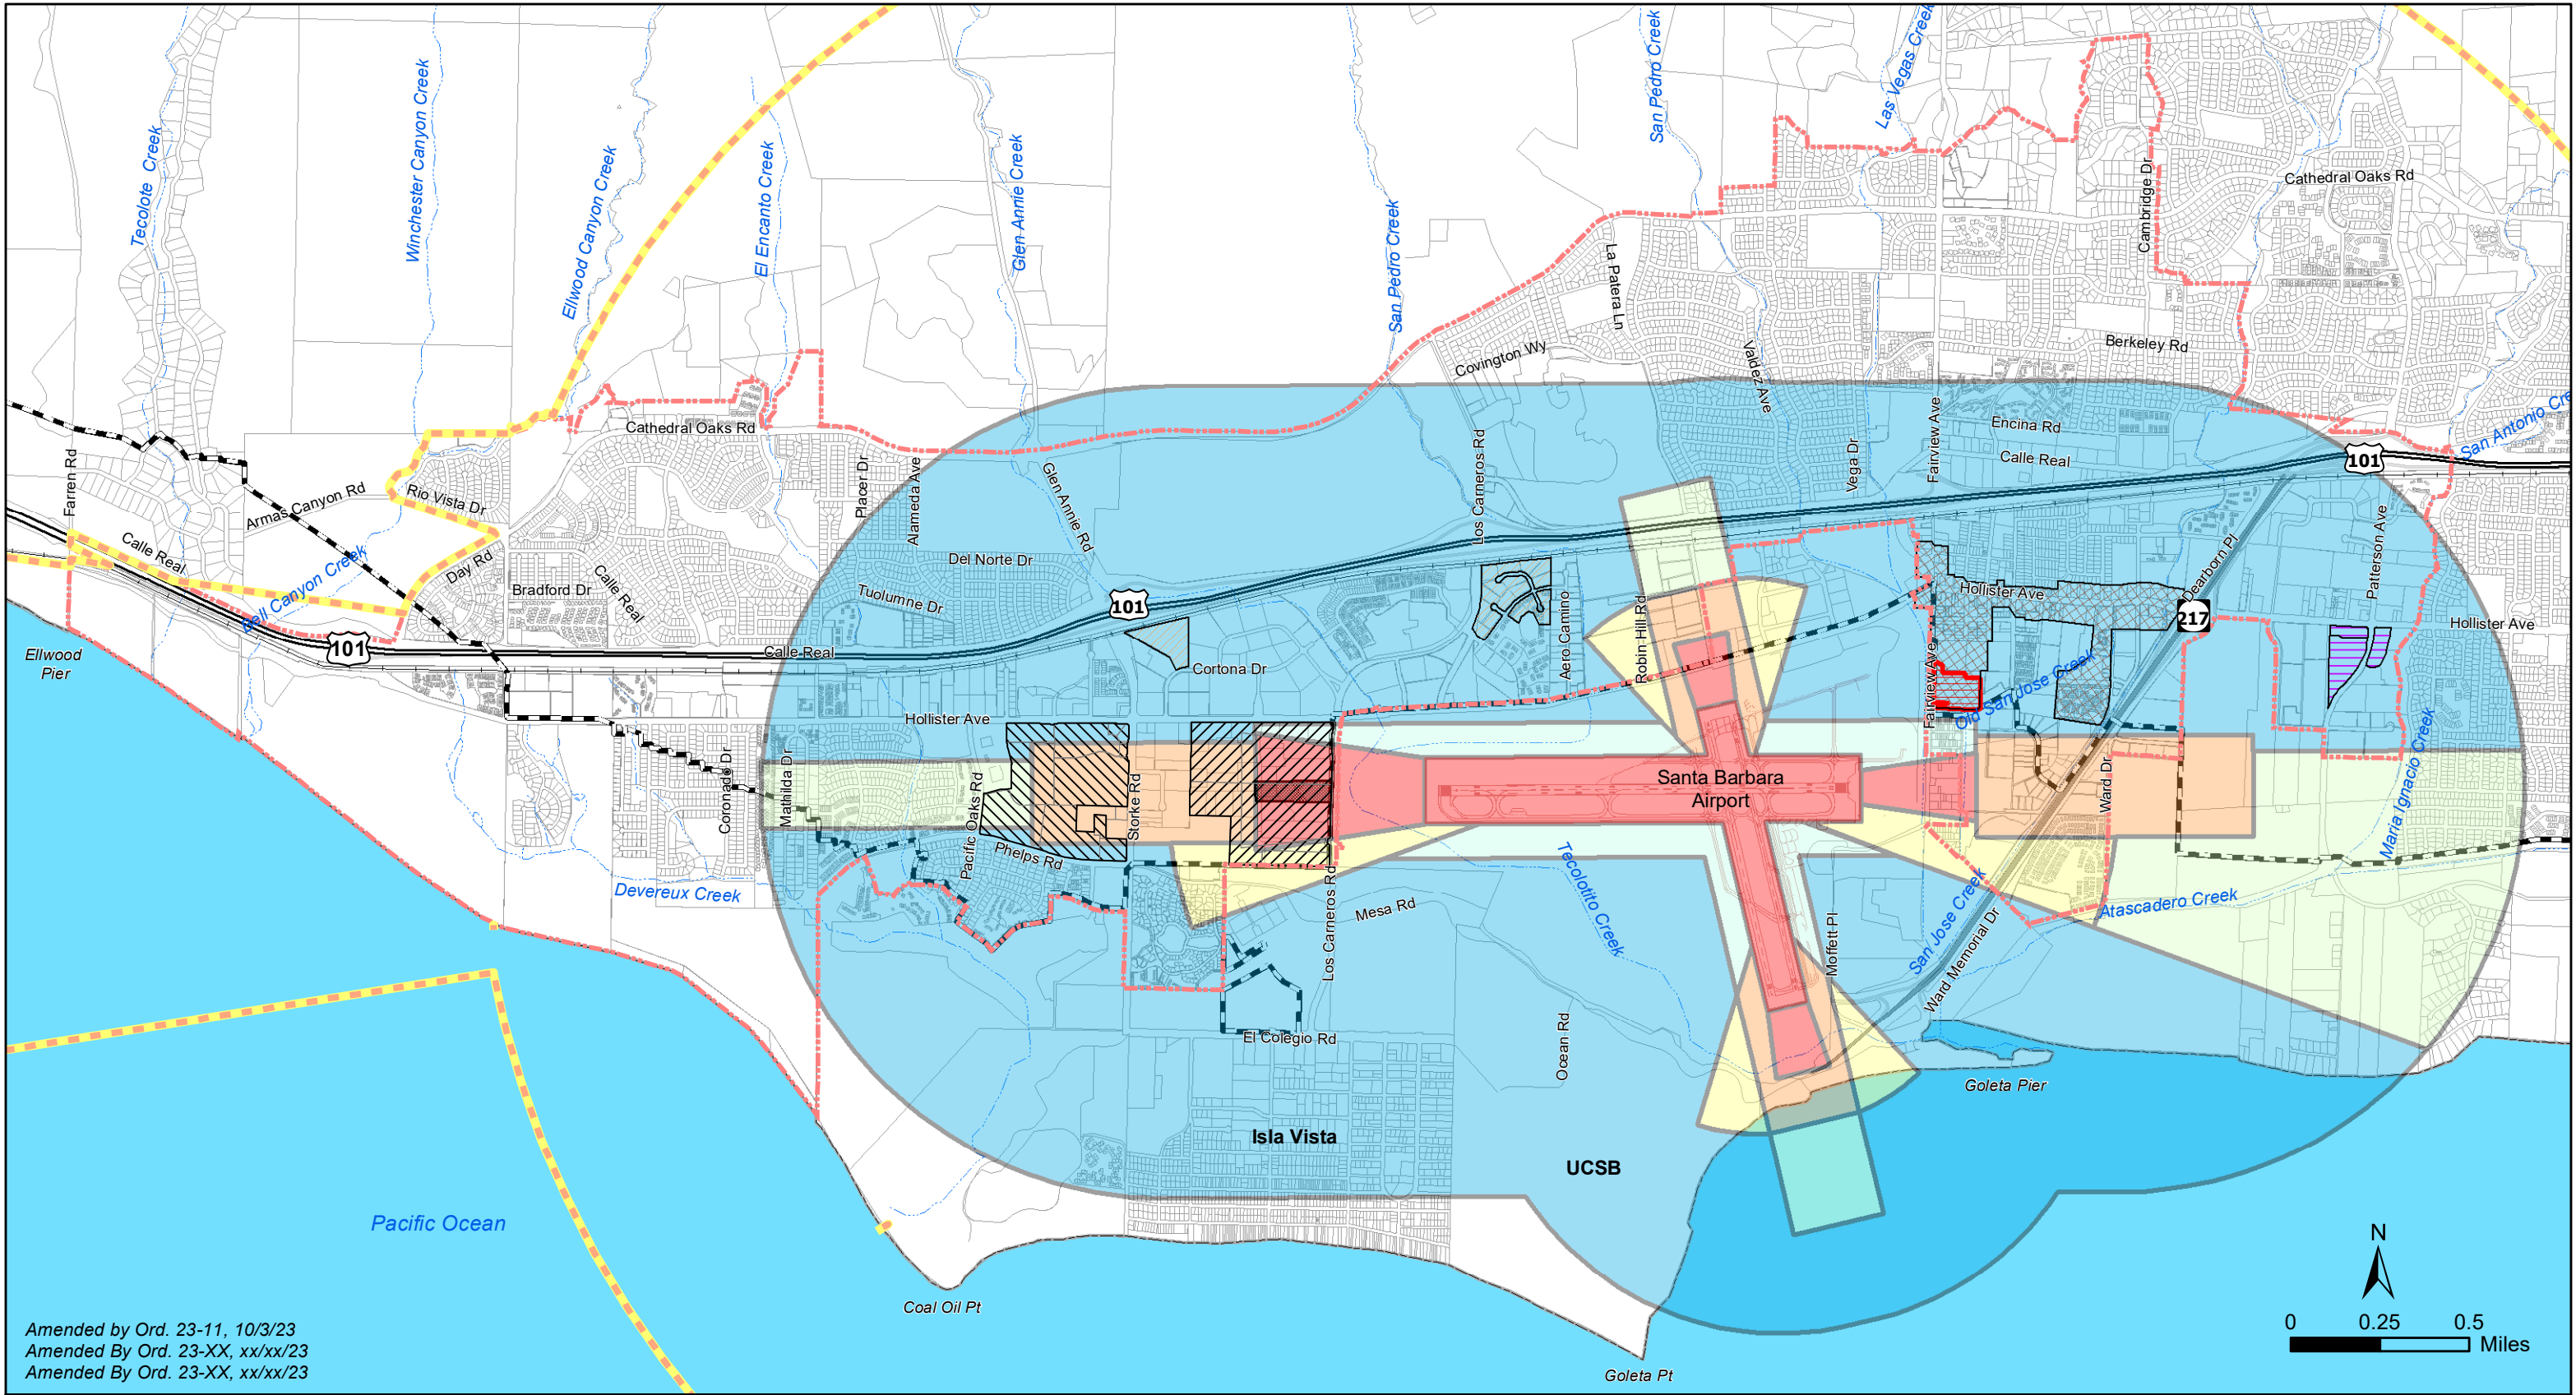 San Pedro Creek
Las Vegas Creek
Tecolote Creek
Winchester Canyon Creek
Ellwood Canyon Creek
El Encanto Creek
Glen Annie Creek
San Pedro Creek
Cathedral Oaks Rd
Cambridge Dr
La Patera Ln
Covington Wy
Valdez Ave
Berkeley Rd
Cathedral Oaks Rd
Placer Dr
Alameda Ave
Glen Annie Rd
Los Carneros Rd
Vega Dr
Fairview Ave
Encina Rd
Calle Real
101
San Antonio Cre
Farren Rd
Armas Canyon Rd
Rio Vista Dr
Calle Real
Bell Canyon Creek
Day Rd
Bradford Dr
Calle Real
Del Norte Dr
Tuolumne Dr
101
Aero Camino
Robin Hill Rd
Hollister Ave
Dearborn Pl
217
Patterson Ave
Hollister Ave
Ellwood
Pier
101
Calle Real
Cortona Dr
Hollister Ave
Fairview Ave
Old San Jose Creek
Maria Ignacio Creek
Coronado Dr
Mathilda Dr
Pacific Oaks Rd
Storke Rd
Santa Barbara
Airport
Ward Dr
Phelps Rd
Devereux Creek
Los Carneros Rd
Mesa Rd
Tecolotito Creek
Moffett Pl
San Jose Creek
Ward Memorial Dr
Atascadero Creek
El Colegio Rd
Ocean Rd
Goleta Pier
Isla Vista
UCSB
Pacific Ocean
Coal Oil Pt
Goleta Pt
N
0 0.25 0.5
Miles
Amended by Ord. 23-11, 10/3/23
Amended By Ord. 23-XX, xx/xx/23
Amended By Ord. 23-XX, xx/xx/23